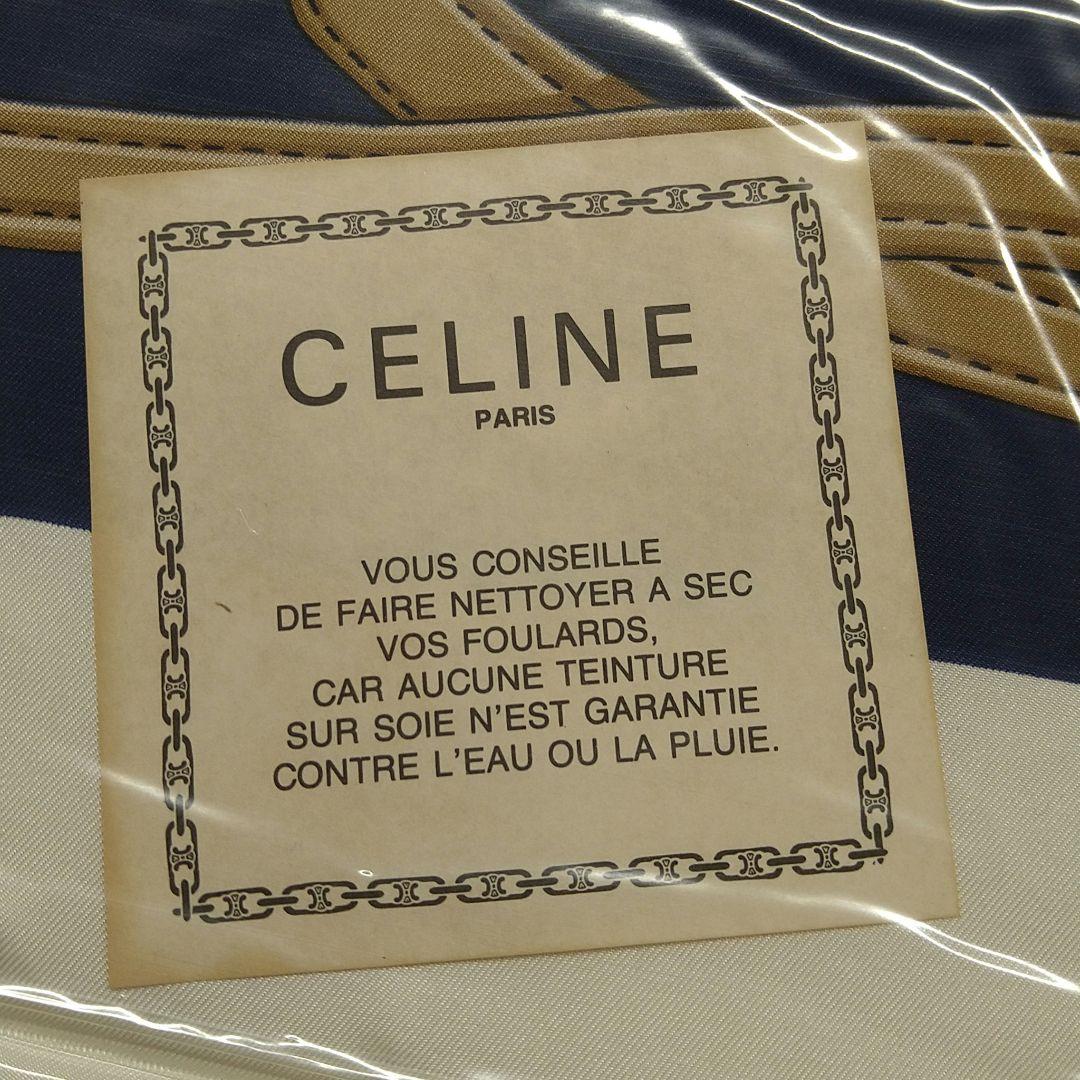 CELINE
PARIS
VOUS CONSEILLE
DE FAIRE NETTOYER A SEC
VOS FOULARDS,
CAR AUCUNE TEINTURE
SUR SOIE N'EST GARANTIE
CONTRE L'EAU OU LA PLUIE.